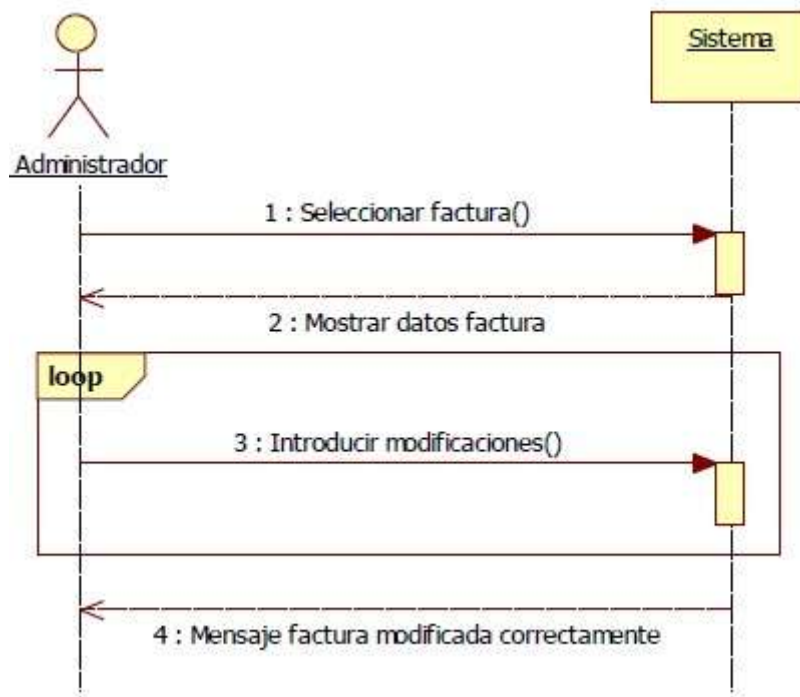 Sistema
Administrador
1 : Seleccionar factura()
2 : Mostrar datos factura
loop
3 : Introducir modificaciones()
4 : Mensaje factura modificada correctamente